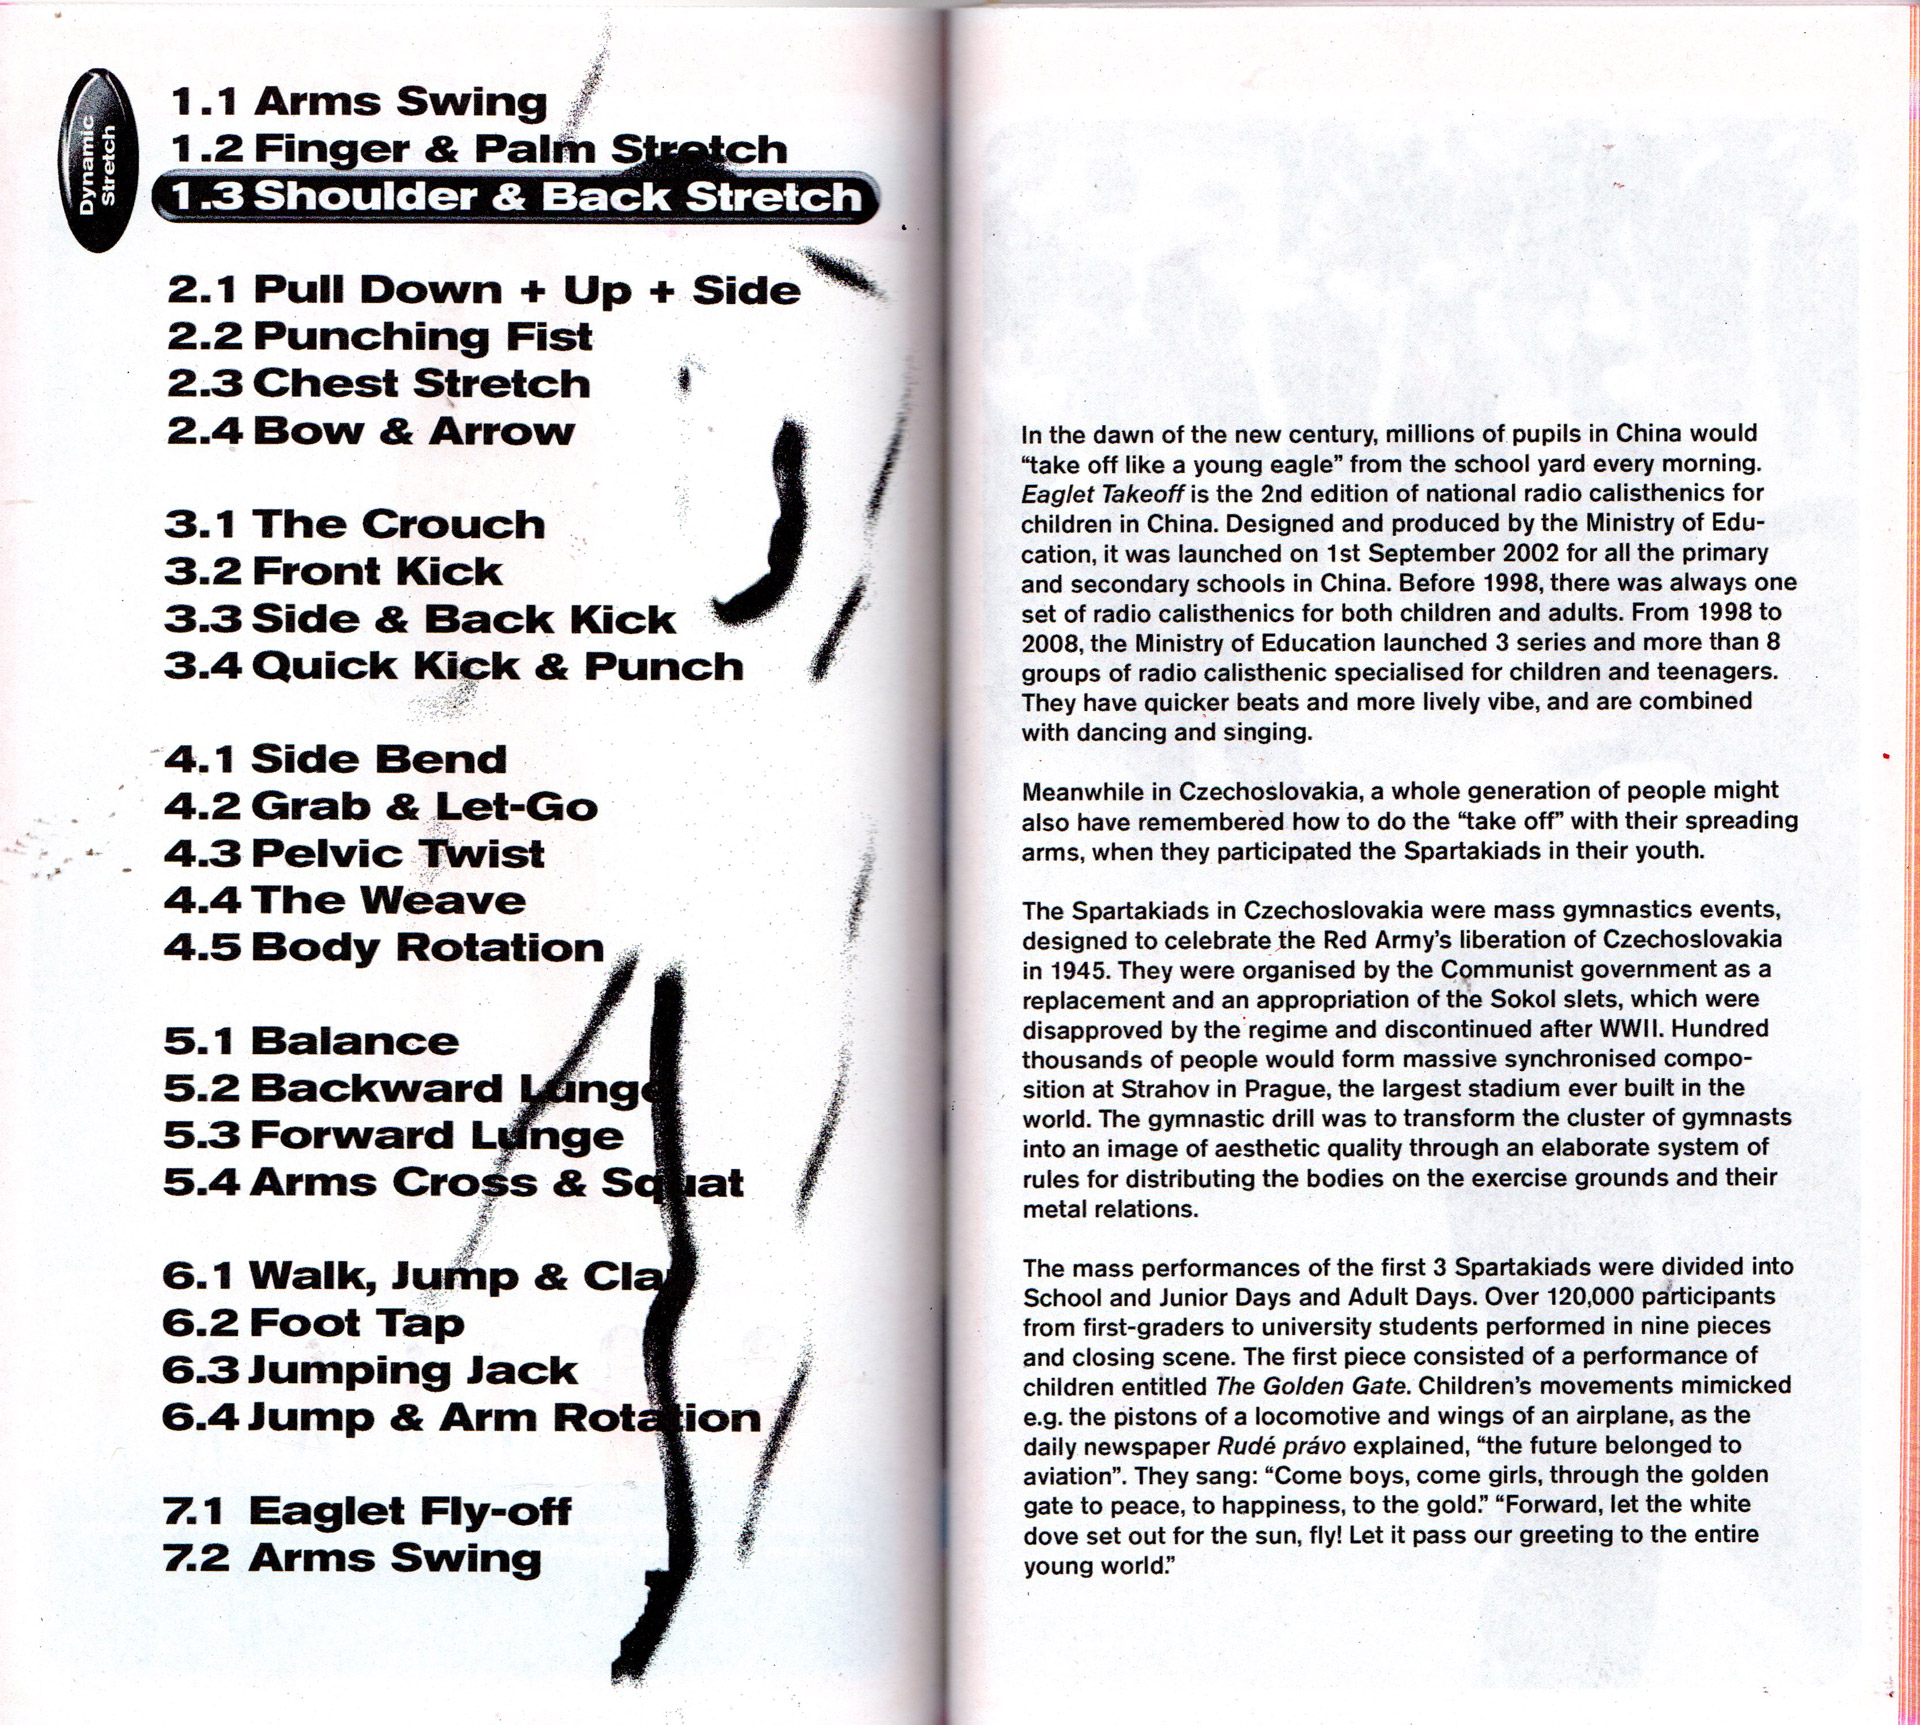 Dynamic
Stretch
1.1 Arms Swing
1.2 Finger & Palm Stretch
1.3 Shoulder & Back Stretch
2.1 Pull Down + Up + Side
2.2 Punching Fist
2.3 Chest Stretch
2.4 Bow & Arrow
3.1 The Crouch
3.2 Front Kick
3.3 Side & Back Kick
3.4 Quick Kick & Punch
4.1 Side Bend
4.2 Grab & Let-Go
4.3 Pelvic Twist
4.4 The Weave
4.5 Body Rotation
5.1 Balance
5.2 Backward Lunge
5.3 Forward Lunge
5.4 Arms Cross & Squat
6.1 Walk, Jump & Clap
6.2 Foot Tap
6.3 Jumping Jack
6.4 Jump & Arm Rotation
7.1 Eaglet Fly-off
7.2 Arms Swing
In the dawn of the new century, millions of pupils in China would
“take off like a young eagle” from the school yard every morning.
Eaglet Takeoff is the 2nd edition of national radio calisthenics for
children in China. Designed and produced by the Ministry of Edu-
cation, it was launched on 1st September 2002 for all the primary
and secondary schools in China. Before 1998, there was always one
set of radio calisthenics for both children and adults. From 1998 to
2008, the Ministry of Education launched 3 series and more than 8
groups of radio calisthenic specialised for children and teenagers.
They have quicker beats and more lively vibe, and are combined
with dancing and singing.
Meanwhile in Czechoslovakia, a whole generation of people might
also have remembered how to do the “take off” with their spreading
arms, when they participated the Spartakiads in their youth.
The Spartakiads in Czechoslovakia were mass gymnastics events,
designed to celebrate the Red Army’s liberation of Czechoslovakia
in 1945. They were organised by the Communist government as a
replacement and an appropriation of the Sokol slets, which were
disapproved by the regime and discontinued after WWII. Hundred
thousands of people would form massive synchronised compo-
sition at Strahov in Prague, the largest stadium ever built in the
world. The gymnastic drill was to transform the cluster of gymnasts
into an image of aesthetic quality through an elaborate system of
rules for distributing the bodies on the exercise grounds and their
metal relations.
The mass performances of the first 3 Spartakiads were divided into
School and Junior Days and Adult Days. Over 120,000 participants
from first-graders to university students performed in nine pieces
and closing scene. The first piece consisted of a performance of
children entitled The Golden Gate. Children’s movements mimicked
e.g. the pistons of a locomotive and wings of an airplane, as the
daily newspaper Rudé právo explained, “the future belonged to
aviation”. They sang: “Come boys, come girls, through the golden
gate to peace, to happiness, to the gold.” “Forward, let the white
dove set out for the sun, fly! Let it pass our greeting to the entire
young world.”